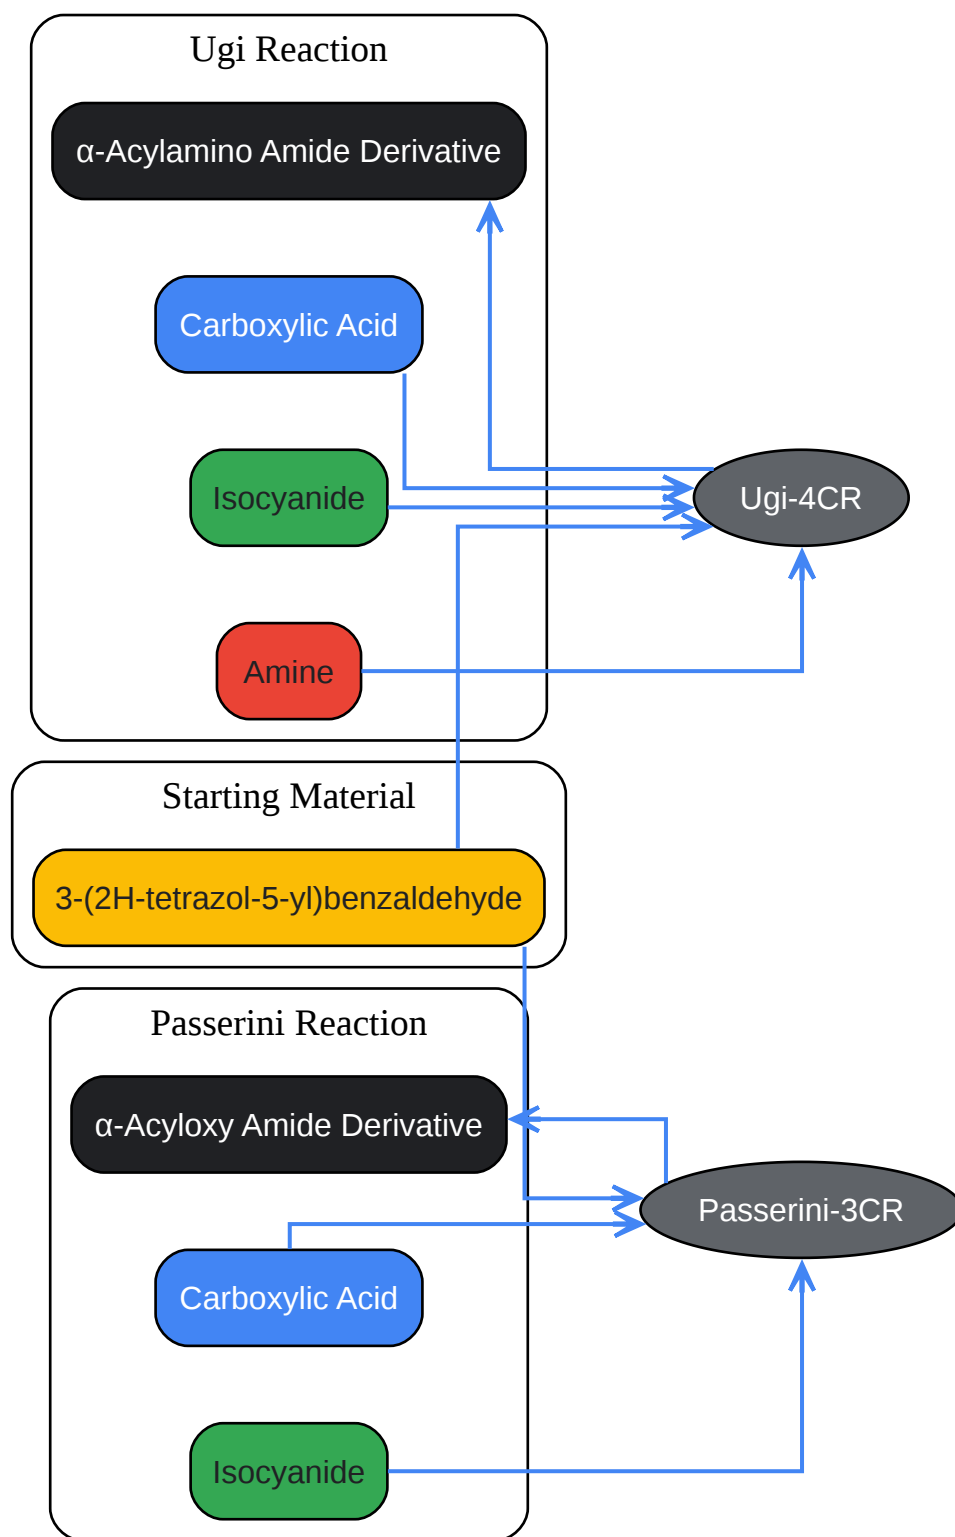 Ugi Reaction
α-Acylamino Amide Derivative
Carboxylic Acid
Isocyanide
Ugi-4CR
Amine
Starting Material
3-(2H-tetrazol-5-yl)benzaldehyde
Passerini Reaction
α-Acyloxy Amide Derivative
Passerini-3CR
Carboxylic Acid
Isocyanide